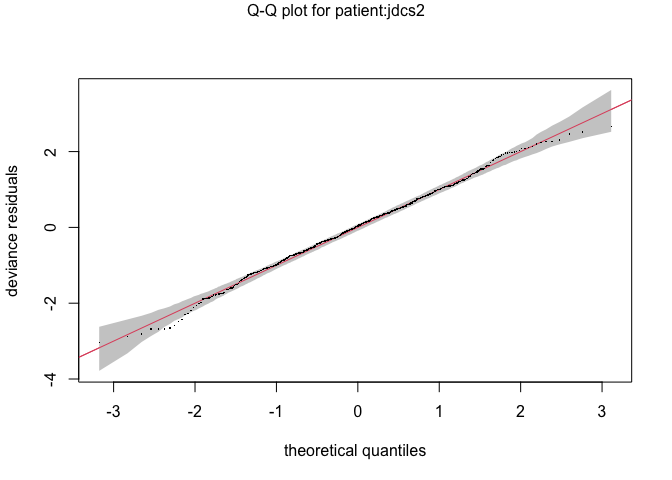 Q-Q plot for patient:jdcs2
deviance residuals
2
0
-2
-4
-3 -2 -1 0 1 2 3
theoretical quantiles